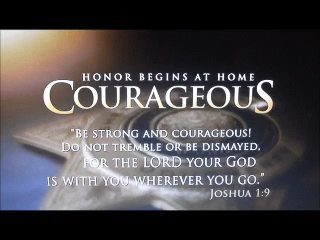 HONOR BEGINS AT HOME
COURAGEOUS
"BE STRONG AND COURAGEOUS!
DO NOT TREMBLE OR BE DISMAYED,
FOR THE LORD YOUR GOD
IS WITH YOU WHEREVER YOU GO."
JOSHUA 1:9